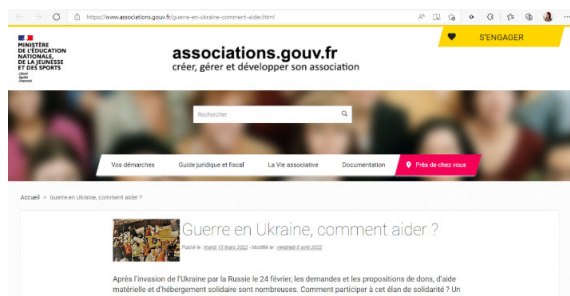 https://www.associations.gouv.fr/guerre-en-ukraine-comment-aider.html
S'ENGAGER
MINISTÈRE
DE L'ÉDUCATION
NATIONALE,
DE LA JEUNESSE
ET DES SPORTS
Liberté
Égalité
Fraternité
associations.gouv.fr
créer, gérer et développer son association
Rechercher
Vos démarches
Guide juridique et fiscal
La Vie associative
Documentation
Près de chez vous
Accueil > Guerre en Ukraine, comment aider ?
Guerre en Ukraine, comment aider ?
Publié le : mardi 15 mars 2022 - Modifié le : vendredi 8 avril 2022
Après l'invasion de l'Ukraine par la Russie le 24 février, les demandes et les propositions de dons, d'aide
matérielle et d'hébergement solidaire sont nombreuses. Comment participer à cet élan de solidarité ? Un